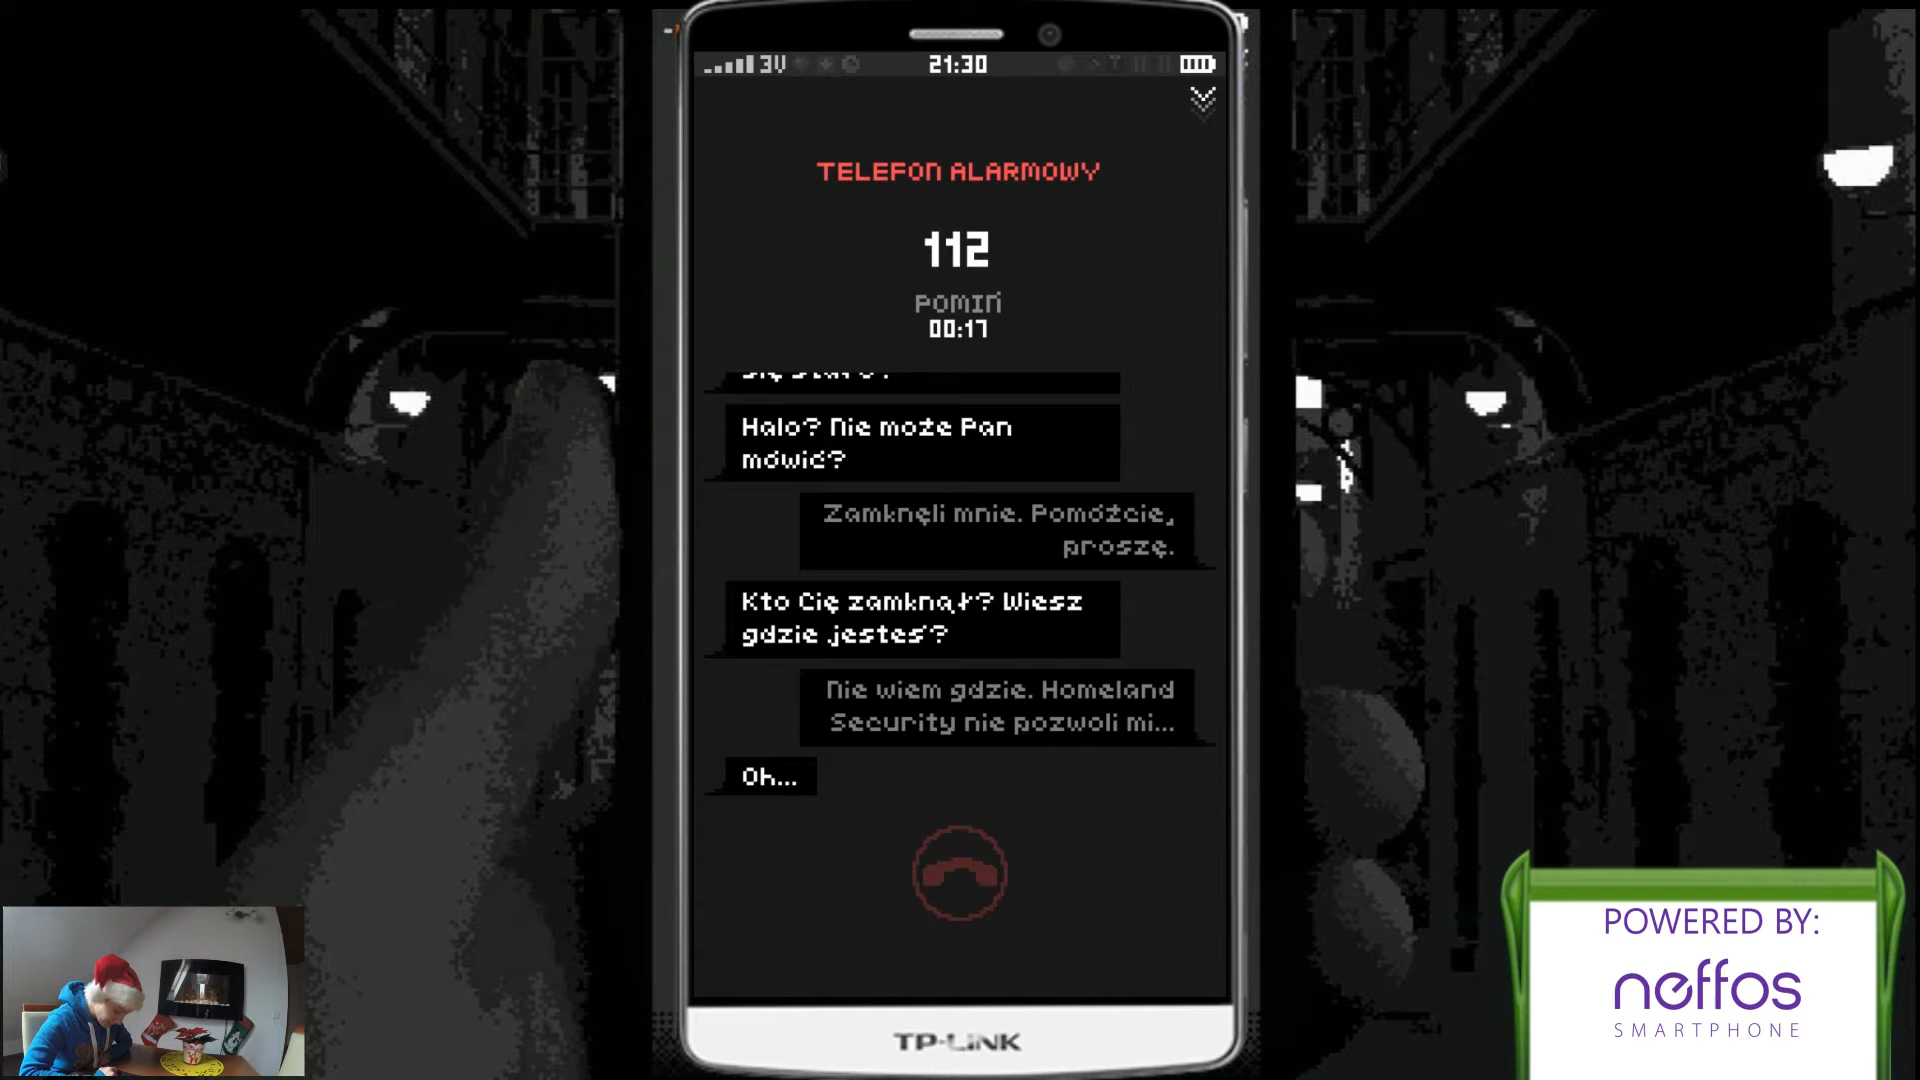 3V
21:30
TELEFON ALARMOWY
112
POMIŃ
00:17
Halo? Nie może Pan
mówić?
Zamknęli mnie. Pomóżcie,
proszę.
Kto Cię zamknął? Wiesz
gdzie jesteś?
Nie wiem gdzie. Homeland
Security nie pozwoli mi...
Oh...
TP-LINK
POWERED BY:
neffos
SMARTPHONE